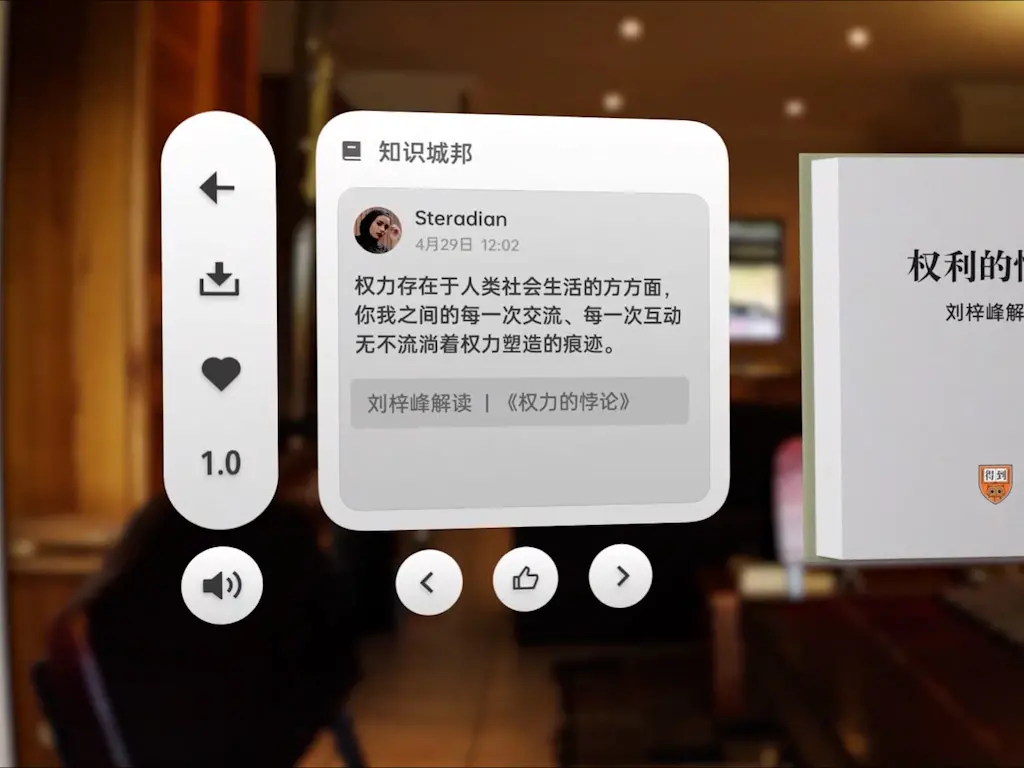 知识城邦
Steradian
4月29日 12:02
权力存在于人类社会生活的方方面,
你我之间的每一次交流、每一次互动
无不流淌着权力塑造的痕迹。
刘梓峰解读 | 《权力的悖论》
1.0
权利的
刘梓峰解
得到